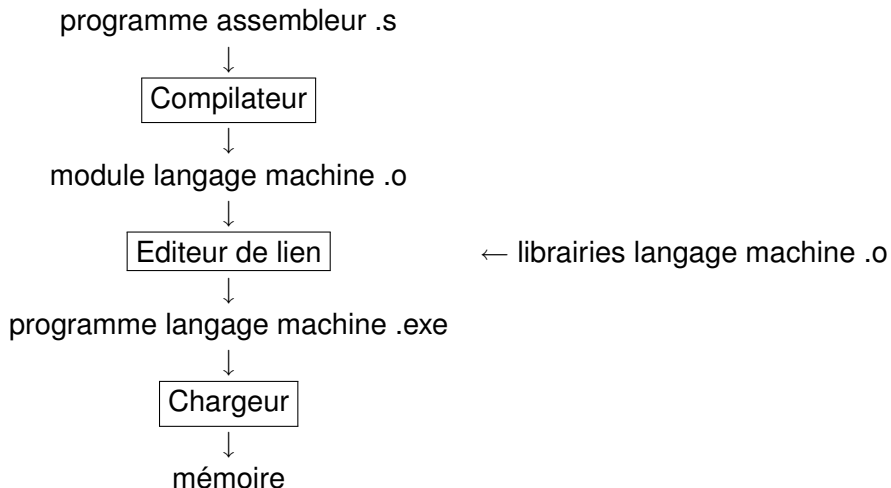 programme assembleur .s
↓
Compilateur
↓
module langage machine .o
↓
Editeur de lien ← librairies langage machine .o
↓
programme langage machine .exe
↓
Chargeur
↓
mémoire